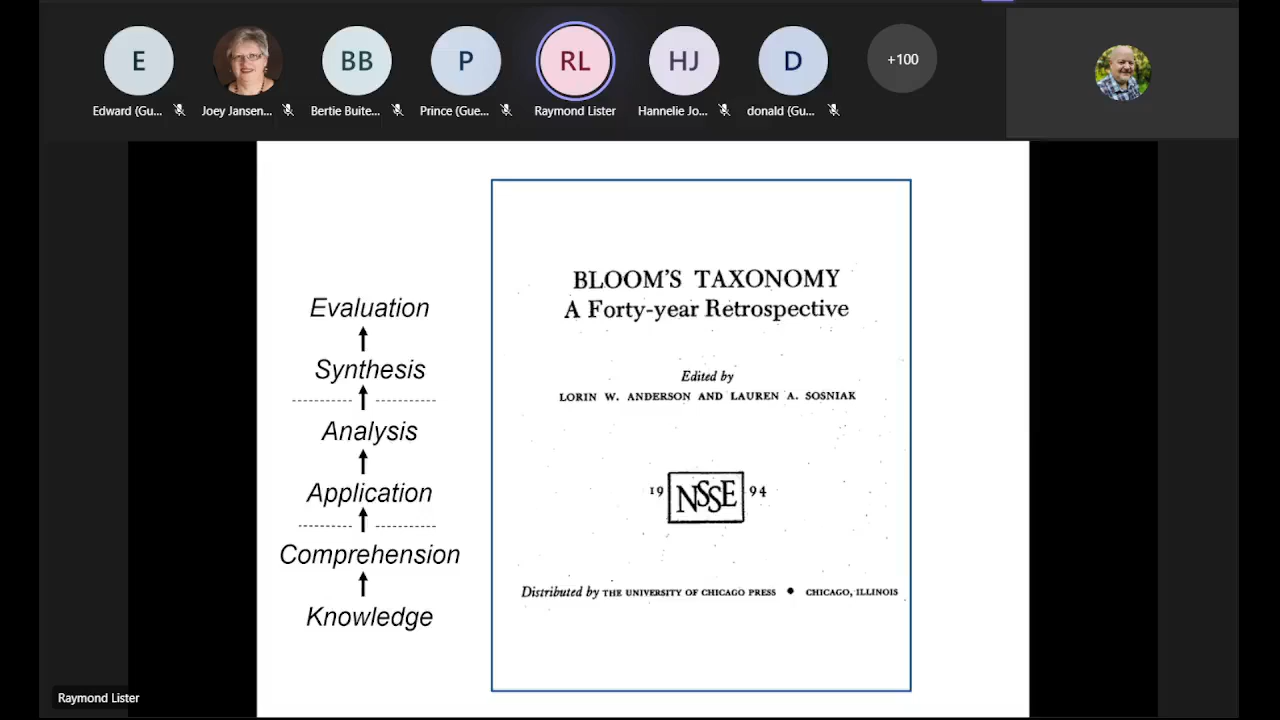 E
BB
P
RL
HJ
D
+100
Edward (Gu...
Joey Jansen...
Bertie Buite...
Prince (Gue...
Raymond Lister
Hannelie Jo...
donald (Gu...
Evaluation
Synthesis
Analysis
Application
Comprehension
Knowledge
BLOOM'S TAXONOMY
A Forty-year Retrospective
Edited by
LORIN W. ANDERSON AND LAUREN A. SOSNIAK
19 NSSE 94
Distributed by THE UNIVERSITY OF CHICAGO PRESS • CHICAGO, ILLINOIS
Raymond Lister